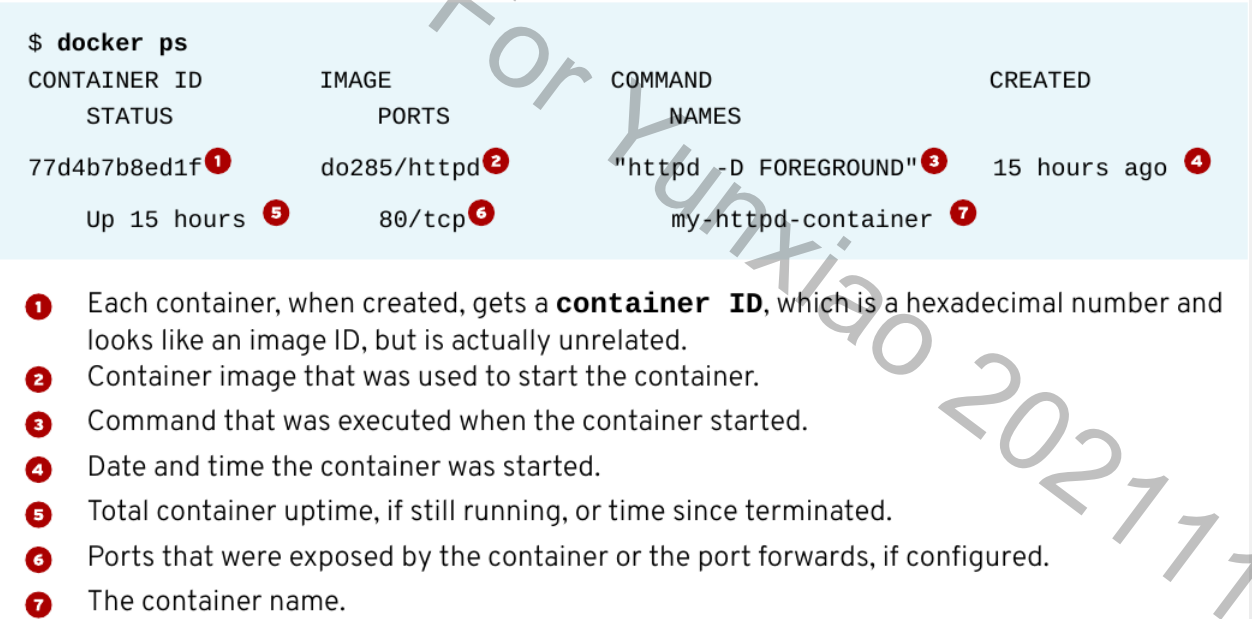 $ docker ps
CONTAINER ID IMAGE COMMAND CREATED
STATUS PORTS NAMES
77d4b7b8ed1f 1 do285/httpd 2 "httpd -D FOREGROUND" 3 15 hours ago 4
Up 15 hours 5 80/tcp 6 my-httpd-container 7
1 Each container, when created, gets a container ID, which is a hexadecimal number and
looks like an image ID, but is actually unrelated.
2 Container image that was used to start the container.
3 Command that was executed when the container started.
4 Date and time the container was started.
5 Total container uptime, if still running, or time since terminated.
6 Ports that were exposed by the container or the port forwards, if configured.
7 The container name.
For Yunxiao 202111